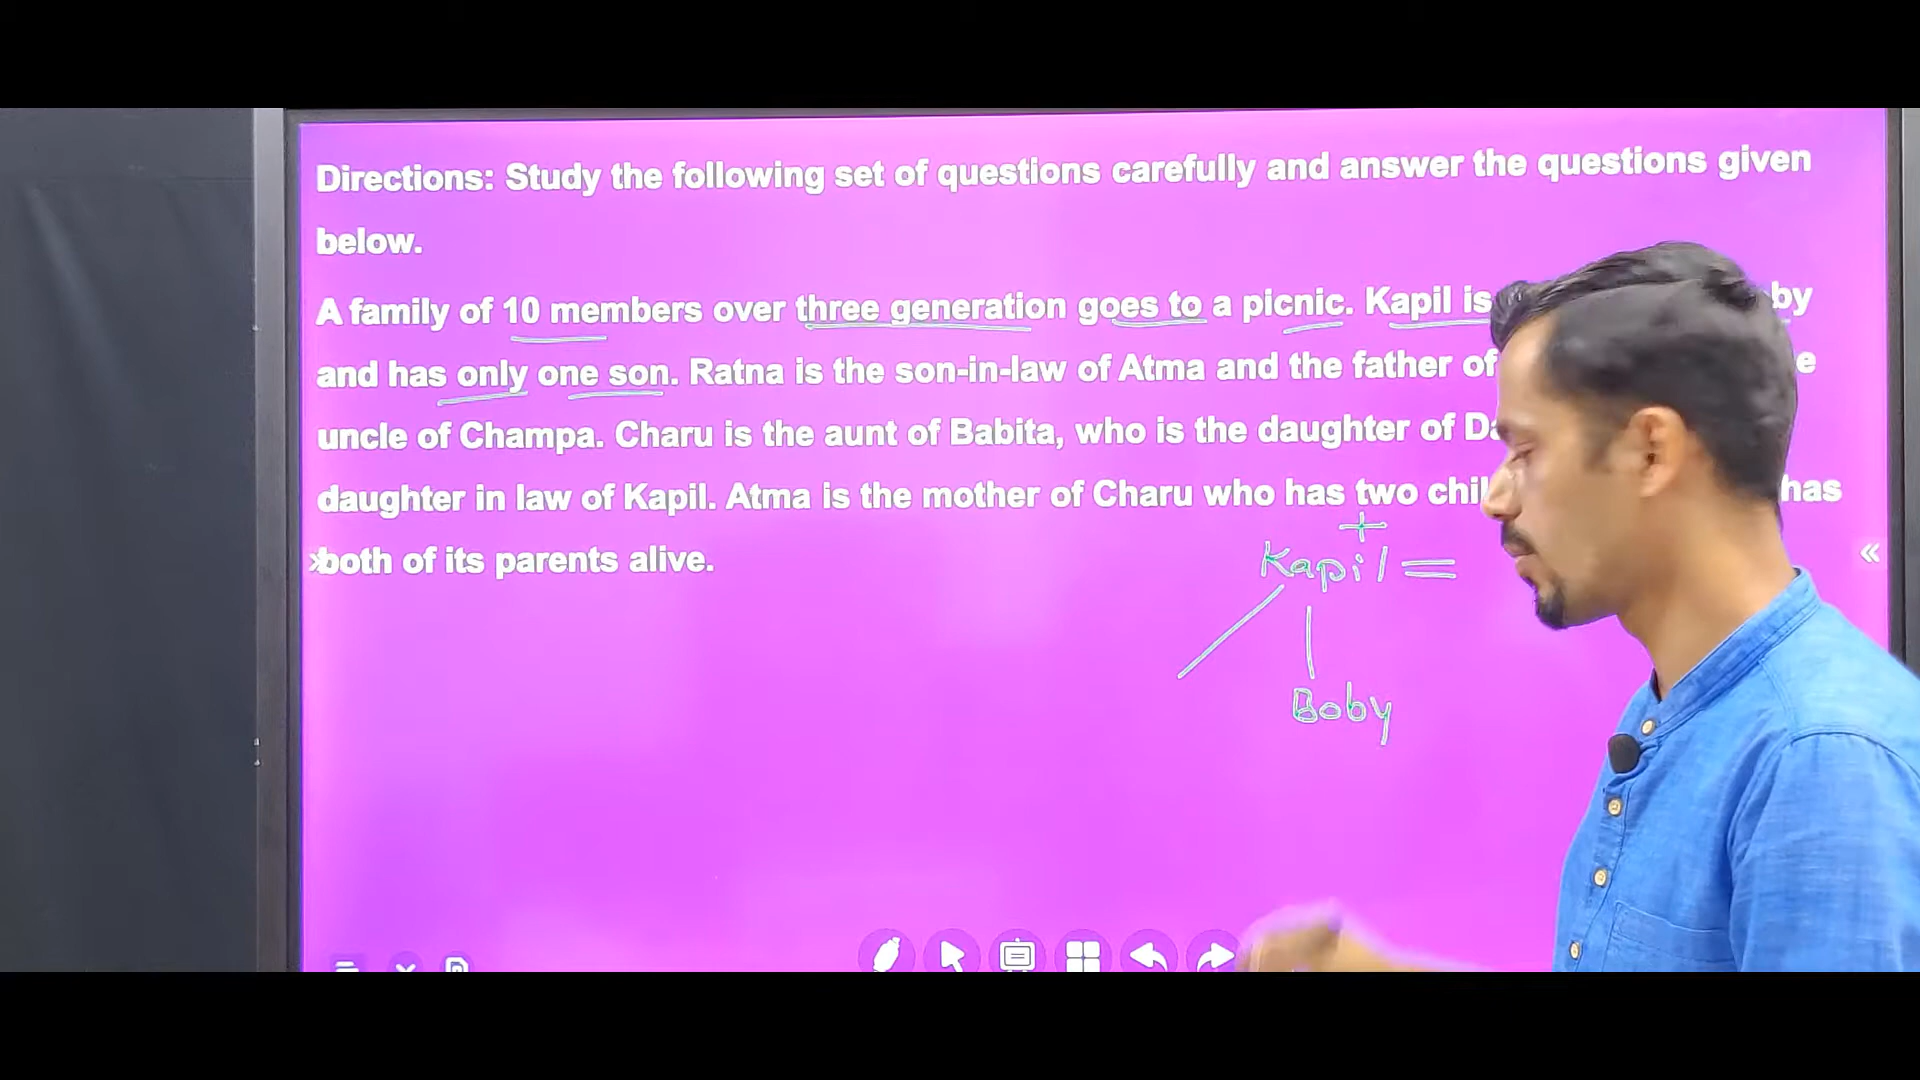 Directions: Study the following set of questions carefully and answer the questions given
below.
A family of 10 members over three generation goes to a picnic. Kapil is by
and has only one son. Ratna is the son-in-law of Atma and the father of
uncle of Champa. Charu is the aunt of Babita, who is the daughter of
daughter in law of Kapil. Atma is the mother of Charu who has two has
both of its parents alive.
+
Kapil =
Boby